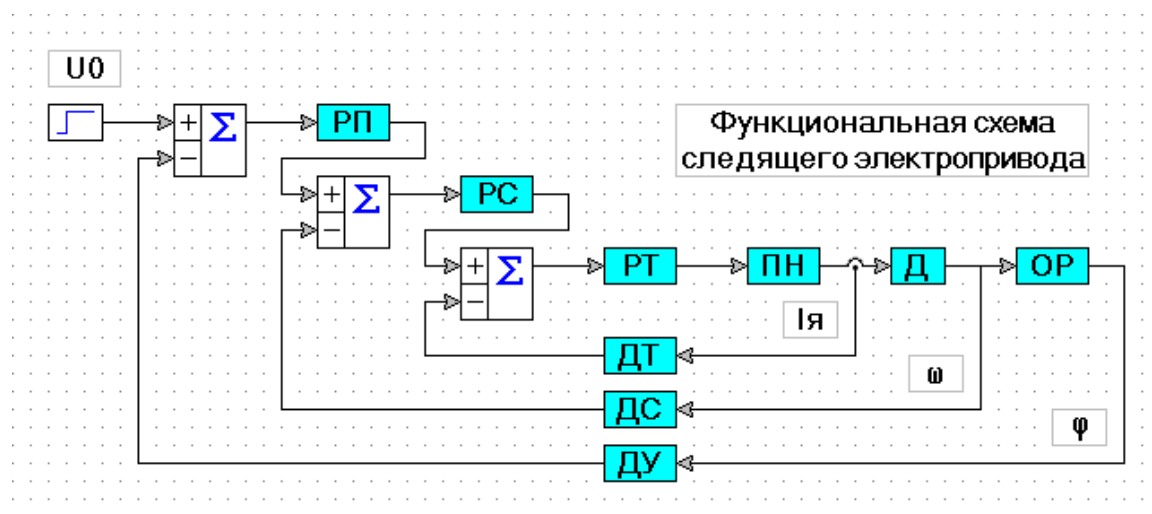 U0
+ Σ
−
РП
Функциональная схема
следящего электропривода
+ Σ
−
РС
+ Σ
−
РТ
ПН
Д
ОР
Iя
ДТ
ω
ДС
φ
ДУ